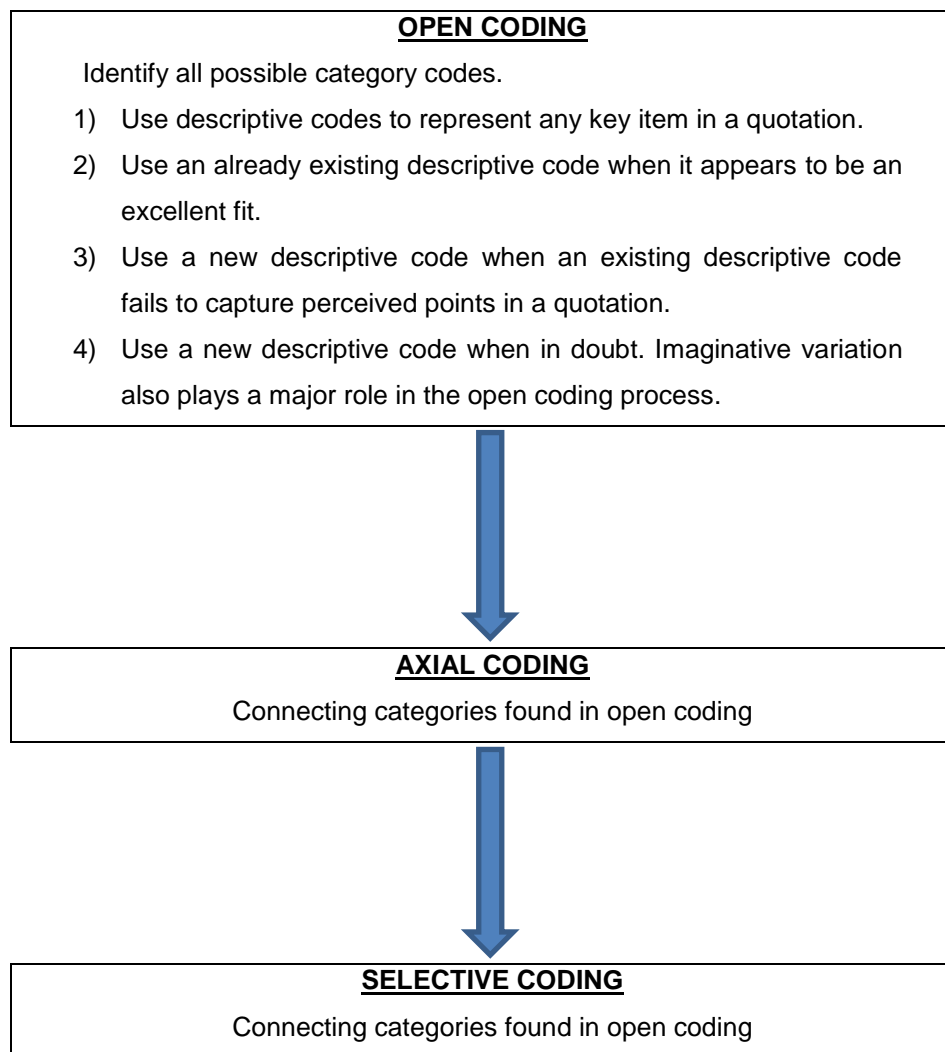 OPEN CODING
Identify all possible category codes.
1) Use descriptive codes to represent any key item in a quotation.
2) Use an already existing descriptive code when it appears to be an
excellent fit.
3) Use a new descriptive code when an existing descriptive code
fails to capture perceived points in a quotation.
4) Use a new descriptive code when in doubt. Imaginative variation
also plays a major role in the open coding process.
AXIAL CODING
Connecting categories found in open coding
SELECTIVE CODING
Connecting categories found in open coding